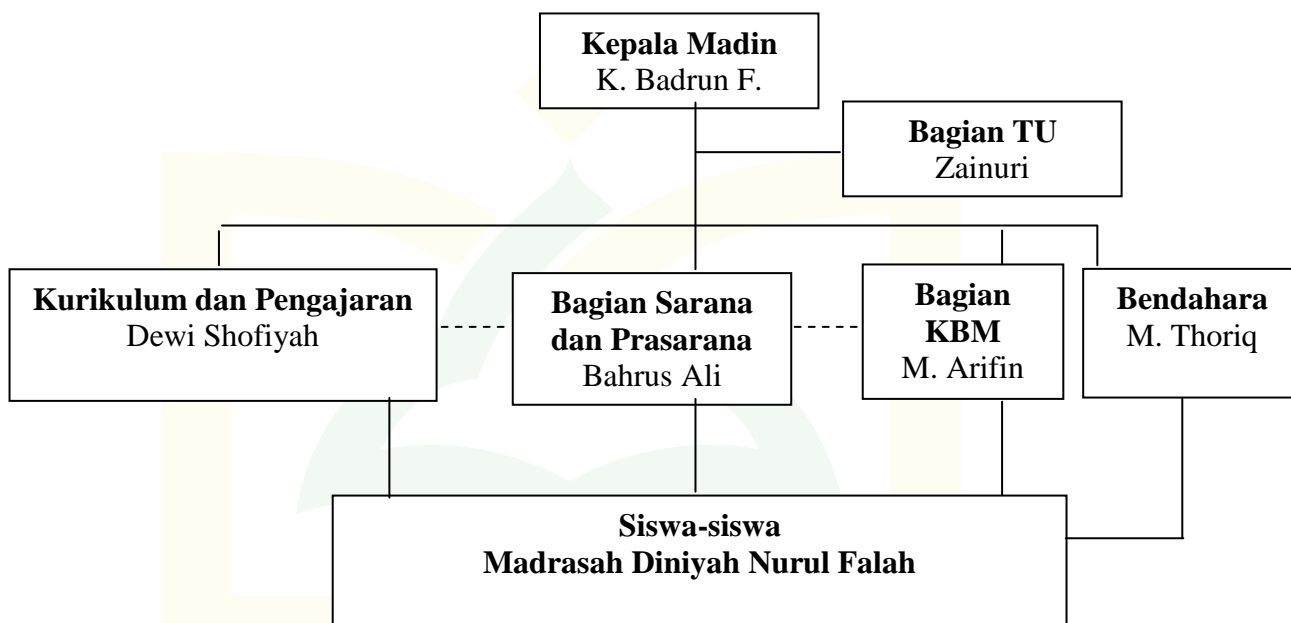 Kepala Madin
K. Badrun F.
Bagian TU
Zainuri
Kurikulum dan Pengajaran
Dewi Shofiyah
Bagian Sarana
dan Prasarana
Bahrus Ali
Bagian
KBM
M. Arifin
Bendahara
M. Thoriq
Siswa-siswa
Madrasah Diniyah Nurul Falah